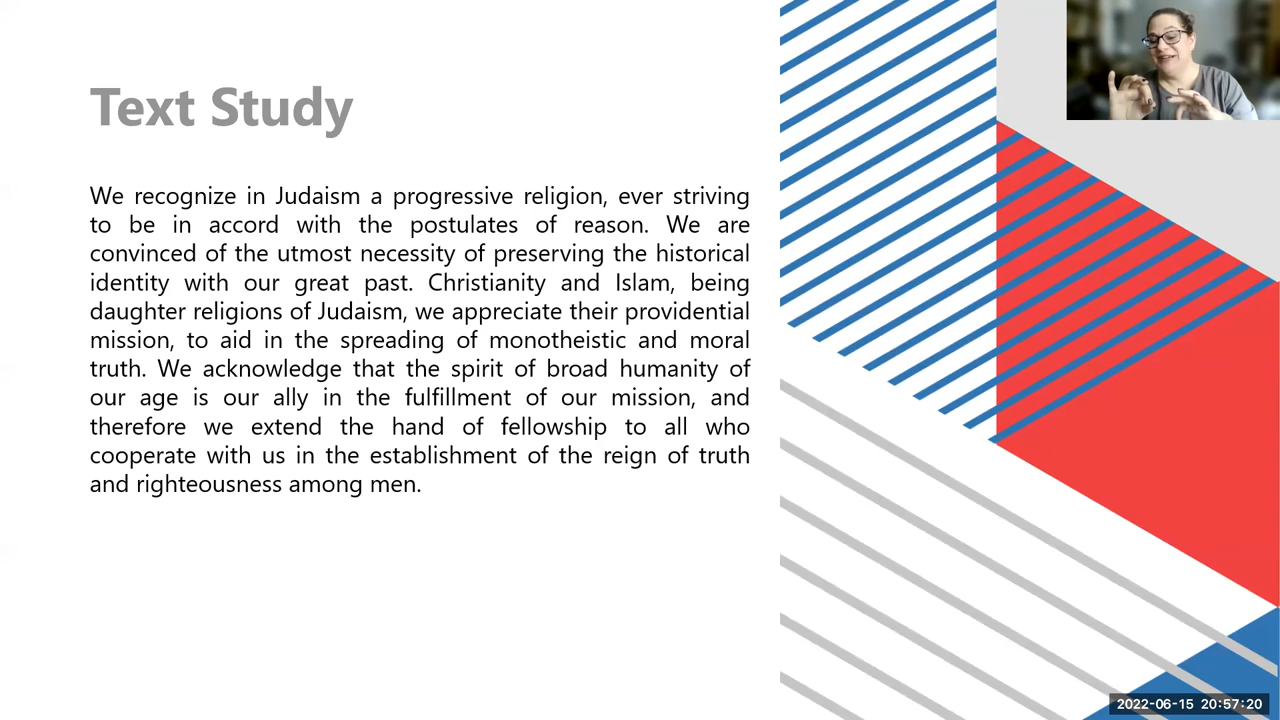 Text Study
We recognize in Judaism a progressive religion, ever striving
to be in accord with the postulates of reason. We are
convinced of the utmost necessity of preserving the historical
identity with our great past. Christianity and Islam, being
daughter religions of Judaism, we appreciate their providential
mission, to aid in the spreading of monotheistic and moral
truth. We acknowledge that the spirit of broad humanity of
our age is our ally in the fulfillment of our mission, and
therefore we extend the hand of fellowship to all who
cooperate with us in the establishment of the reign of truth
and righteousness among men.
2022-06-15 20:57:20